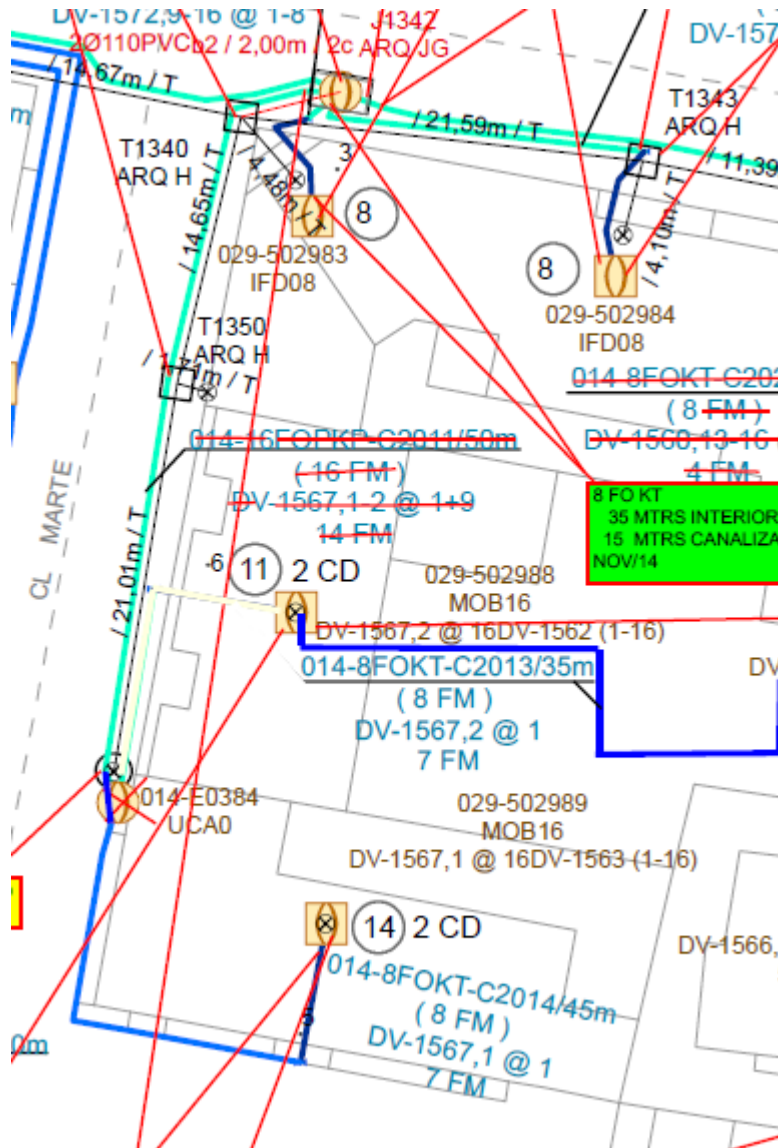 DV-1572,9-16 @ 1-8
J1342
2Ø110PVCb2 / 2,00m / 2c ARQ JG
DV-157
/ 14,67m / T
T1343
ARQ H
/ 21,59m / T
/ 11,39
T1340
ARQ H
/ 14,65m / T
/ 4,48m / T
.3
8
029-502983
IFD08
8
/ 4,10m / T
029-502984
IFD08
T1350
ARQ H
m / T
014-8FOKT-C202
( 8 FM )
DV-1560,13-16
4 FM
014-16FOPKP-C2011/50m
( 16 FM )
DV-1567,1-2 @ 1+9
14 FM
8 FO KT
35 MTRS INTERIOR
15 MTRS CANALIZA
NOV/14
CL MARTE
/ 21,01m / T
-6
11
2 CD
029-502988
MOB16
DV-1567,2 @ 16DV-1562 (1-16)
014-8FOKT-C2013/35m
( 8 FM )
DV-1567,2 @ 1
7 FM
DV
014-E0384
UCA0
029-502989
MOB16
DV-1567,1 @ 16DV-1563 (1-16)
14
2 CD
DV-1566,
014-8FOKT-C2014/45m
( 8 FM )
DV-1567,1 @ 1
7 FM
0m